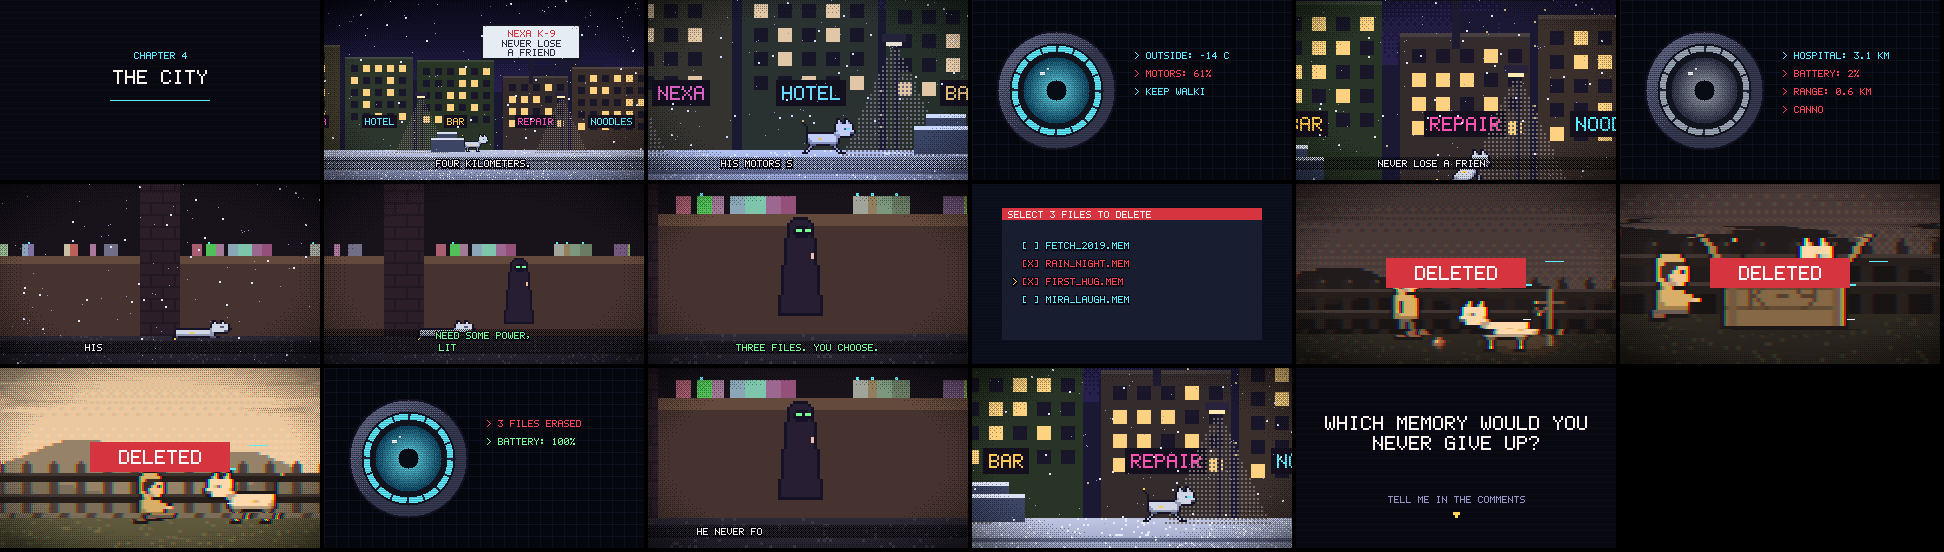 CHAPTER 4
THE CITY
NEXA K-9
NEVER LOSE
A FRIEND
HOTEL
BAR
REPAIR
NOODLES
FOUR KILOMETERS.
NEXA
HOTEL
BA
HIS MOTORS S
> OUTSIDE: -14 C
> MOTORS: 61%
> KEEP WALKI
BAR
REPAIR
NOOD
NEVER LOSE A FRIEN
> HOSPITAL: 3.1 KM
> BATTERY: 2%
> RANGE: 0.6 KM
> CANNO
HIS
NEED SOME POWER,
LIT
THREE FILES. YOU CHOOSE.
SELECT 3 FILES TO DELETE
[ ] FETCH_2019.MEM
[X] RAIN_NIGHT.MEM
> [X] FIRST_HUG.MEM
[ ] MIRA_LAUGH.MEM
DELETED
DELETED
K-9
DELETED
> 3 FILES ERASED
> BATTERY: 100%
HE NEVER FO
BAR
REPAIR
NO
WHICH MEMORY WOULD YOU
NEVER GIVE UP?
TELL ME IN THE COMMENTS